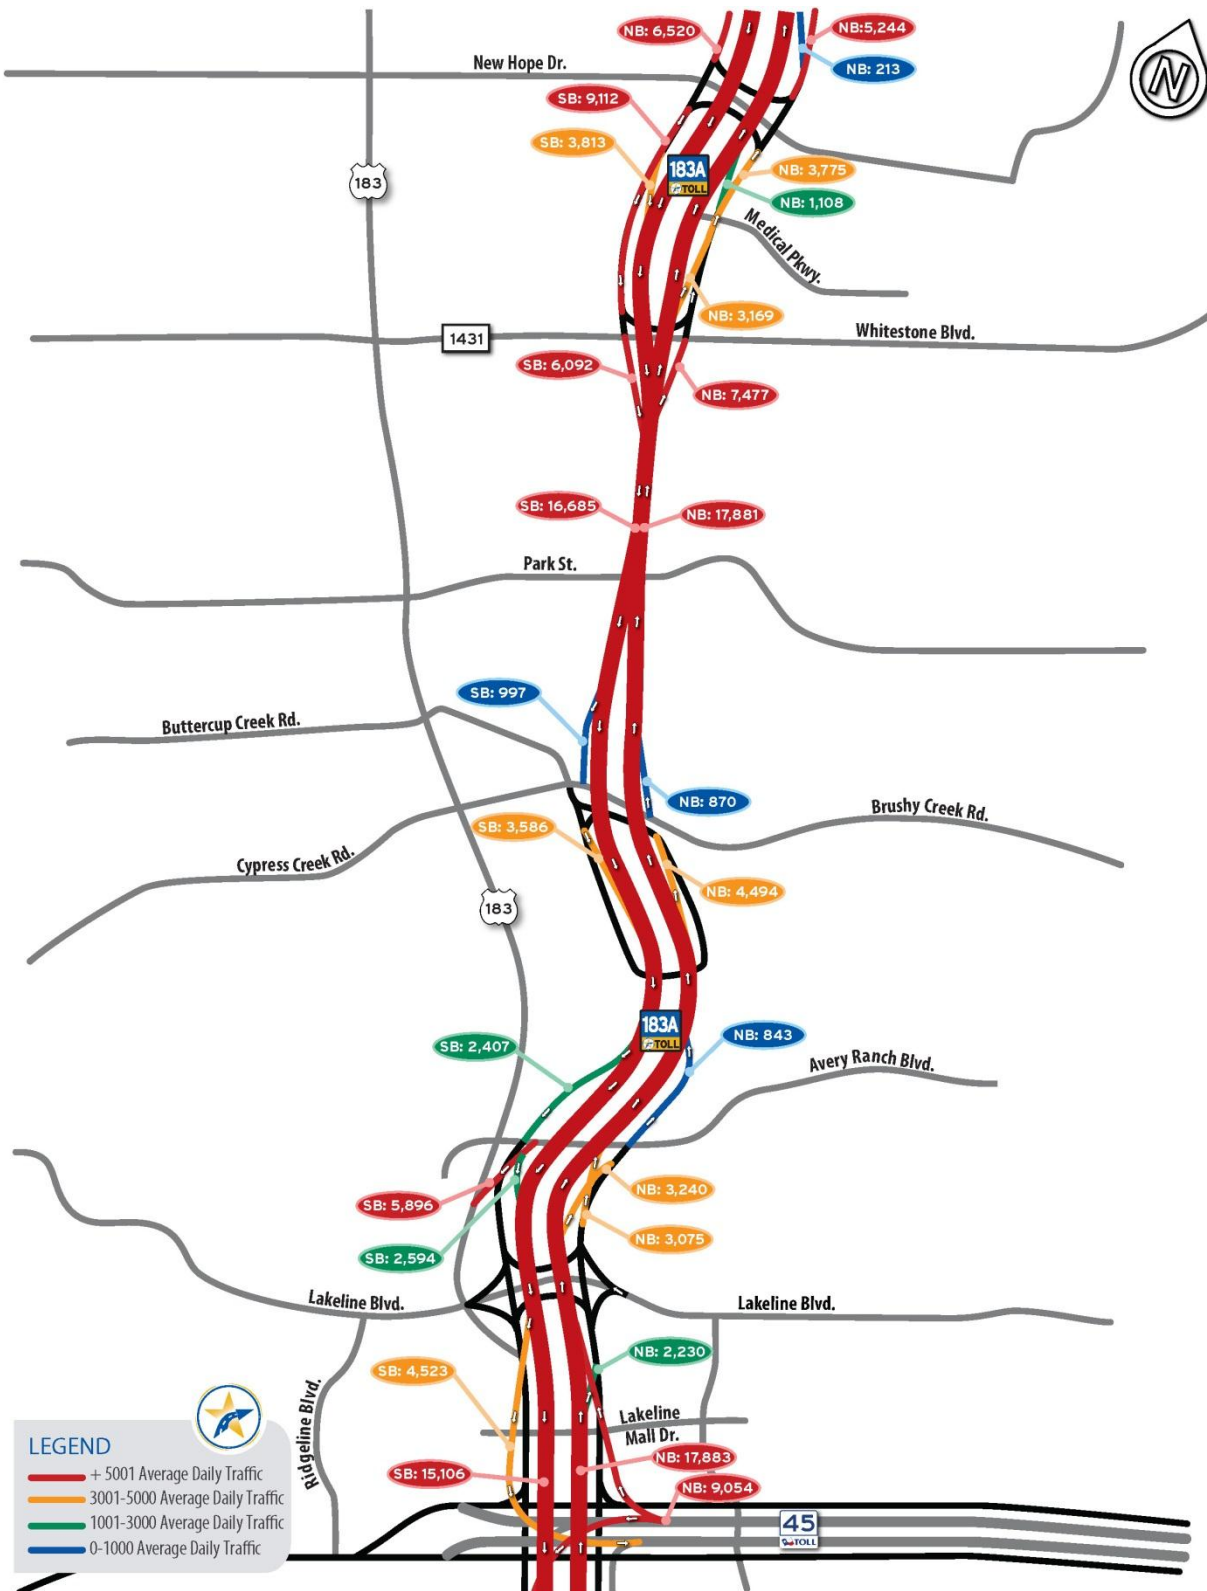 NB: 6,520
NB:5,244
New Hope Dr.
NB: 213
N
SB: 9,112
SB: 3,813
183A
TOLL
NB: 3,775
183
NB: 1,108
Medical Pkwy.
NB: 3,169
1431
Whitestone Blvd.
SB: 6,092
NB: 7,477
SB: 16,685
NB: 17,881
Park St.
SB: 997
Buttercup Creek Rd.
NB: 870
Brushy Creek Rd.
SB: 3,586
Cypress Creek Rd.
NB: 4,494
183
183A
TOLL
NB: 843
SB: 2,407
Avery Ranch Blvd.
NB: 3,240
SB: 5,896
NB: 3,075
SB: 2,594
Lakeline Blvd.
Lakeline Blvd.
NB: 2,230
SB: 4,523
Ridgeline Blvd.
Lakeline
Mall Dr.
NB: 17,883
SB: 15,106
NB: 9,054
45
TOLL
LEGEND
+ 5001 Average Daily Traffic
3001-5000 Average Daily Traffic
1001-3000 Average Daily Traffic
0-1000 Average Daily Traffic